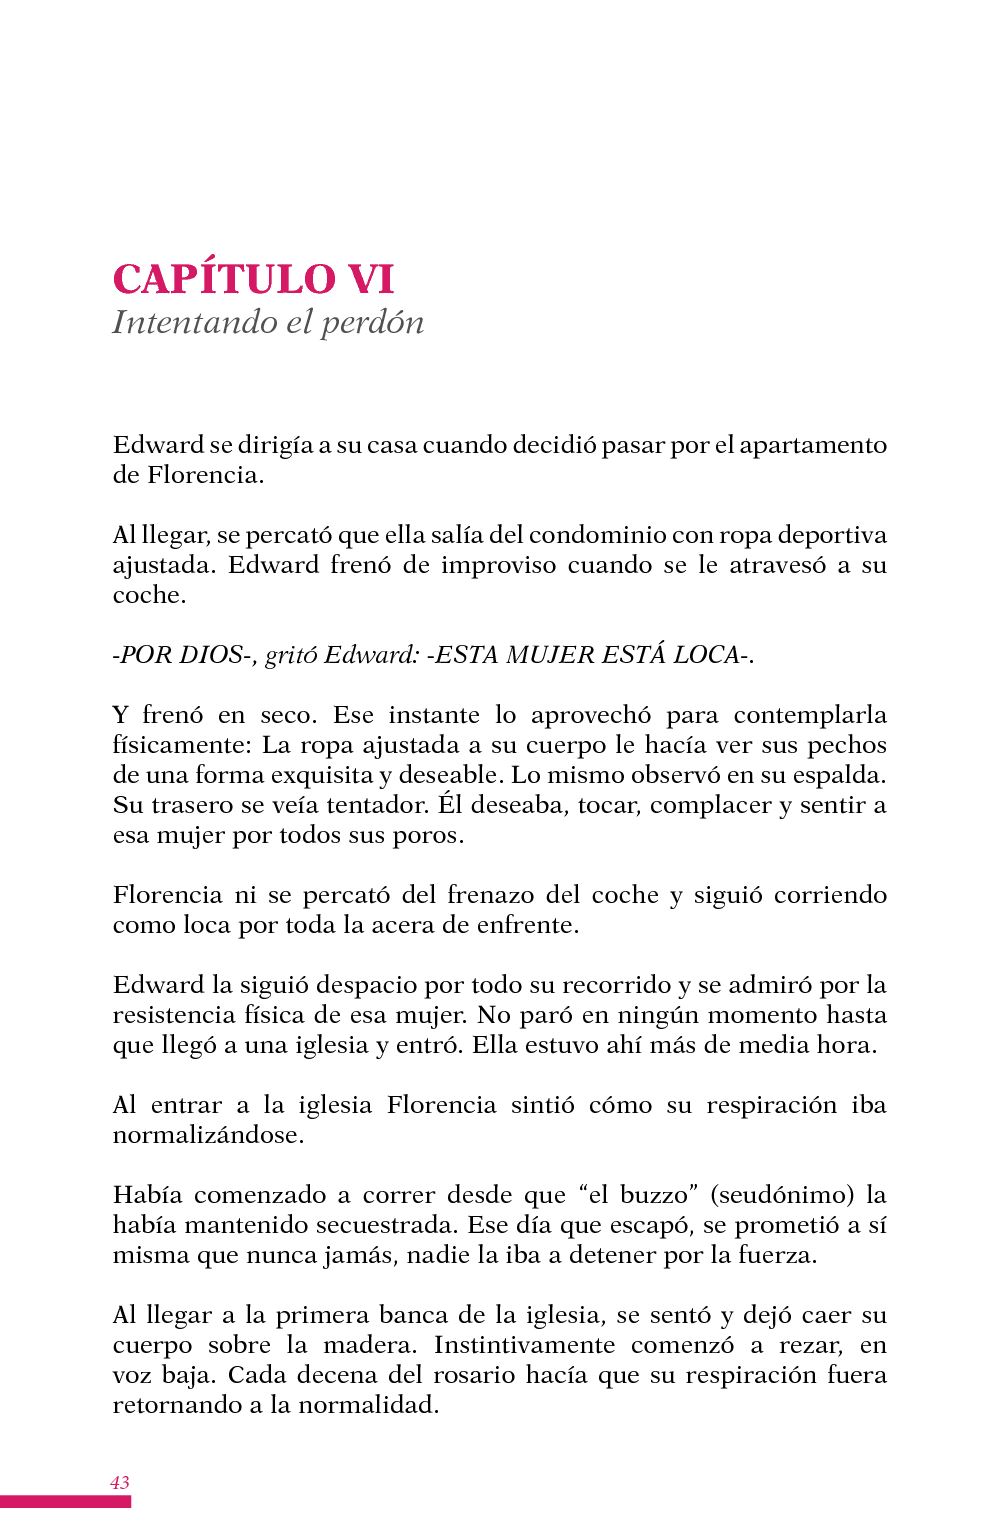 CAPÍTULO VI
Intentando el perdón
Edward se dirigía a su casa cuando decidió pasar por el apartamento
de Florencia.
Al llegar, se percató que ella salía del condominio con ropa deportiva
ajustada. Edward frenó de improviso cuando se le atravesó a su
coche.
-POR DIOS-, gritó Edward: -ESTA MUJER ESTÁ LOCA-.
Y frenó en seco. Ese instante lo aprovechó para contemplarla
físicamente: La ropa ajustada a su cuerpo le hacía ver sus pechos
de una forma exquisita y deseable. Lo mismo observó en su espalda.
Su trasero se veía tentador. Él deseaba, tocar, complacer y sentir a
esa mujer por todos sus poros.
Florencia ni se percató del frenazo del coche y siguió corriendo
como loca por toda la acera de enfrente.
Edward la siguió despacio por todo su recorrido y se admiró por la
resistencia física de esa mujer. No paró en ningún momento hasta
que llegó a una iglesia y entró. Ella estuvo ahí más de media hora.
Al entrar a la iglesia Florencia sintió cómo su respiración iba
normalizándose.
Había comenzado a correr desde que “el buzzo” (seudónimo) la
había mantenido secuestrada. Ese día que escapó, se prometió a sí
misma que nunca jamás, nadie la iba a detener por la fuerza.
Al llegar a la primera banca de la iglesia, se sentó y dejó caer su
cuerpo sobre la madera. Instintivamente comenzó a rezar, en
voz baja. Cada decena del rosario hacía que su respiración fuera
retornando a la normalidad.
43